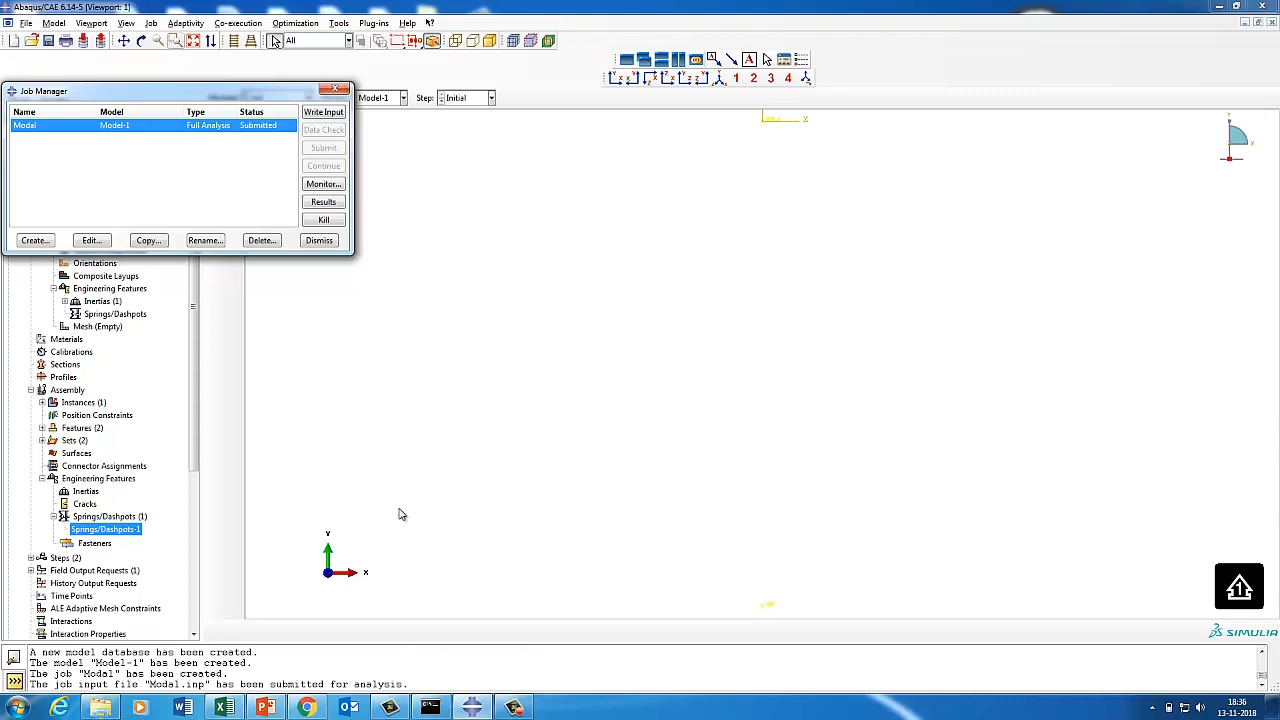 Abaqus/CAE 6.14-5 [Viewport: 1]
File Model Viewport View Job Adaptivity Co-execution Optimization Tools Plug-ins Help
All
1 2 3 4
Job Manager
Model-1 Step: Initial
Name Model Type Status
Modal Model-1 Full Analysis Submitted
Write Input
Data Check
Submit
Continue
Monitor...
Results
Kill
Create... Edit... Copy... Rename... Delete... Dismiss
Orientations
Composite Layups
Engineering Features
Inertias (1)
Springs/Dashpots
Mesh (Empty)
Materials
Calibrations
Sections
Profiles
Assembly
Instances (1)
Position Constraints
Features (2)
Sets (2)
Surfaces
Connector Assignments
Engineering Features
Inertias
Cracks
Springs/Dashpots (1)
Springs/Dashpots-1
Fasteners
Steps (2)
Field Output Requests (1)
History Output Requests
Time Points
ALE Adaptive Mesh Constraints
Interactions
Interaction Properties
X
Y
X
Y
X
1
SIMULIA
A new model database has been created.
The model "Model-1" has been created.
The job "Modal" has been created.
The job input file "Modal.inp" has been submitted for analysis.
18:36
13-11-2018